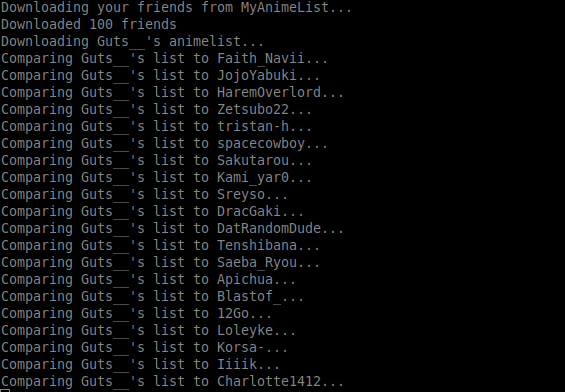 Downloading your friends from MyAnimeList...
Downloaded 100 friends
Downloading Guts__'s animelist...
Comparing Guts__'s list to Faith_Navii...
Comparing Guts__'s list to JojoYabuki...
Comparing Guts__'s list to HaremOverlord...
Comparing Guts__'s list to Zetsubo22...
Comparing Guts__'s list to tristan-h...
Comparing Guts__'s list to spacecowboy...
Comparing Guts__'s list to Sakutarou...
Comparing Guts__'s list to Kami_yar0...
Comparing Guts__'s list to Sreyso...
Comparing Guts__'s list to DracGaki...
Comparing Guts__'s list to DatRandomDude...
Comparing Guts__'s list to Tenshibana...
Comparing Guts__'s list to Saeba_Ryou...
Comparing Guts__'s list to Apichua...
Comparing Guts__'s list to Blastof_...
Comparing Guts__'s list to 12Go...
Comparing Guts__'s list to Loleyke...
Comparing Guts__'s list to Korsa-...
Comparing Guts__'s list to Iiiik...
Comparing Guts__'s list to Charlotte1412...